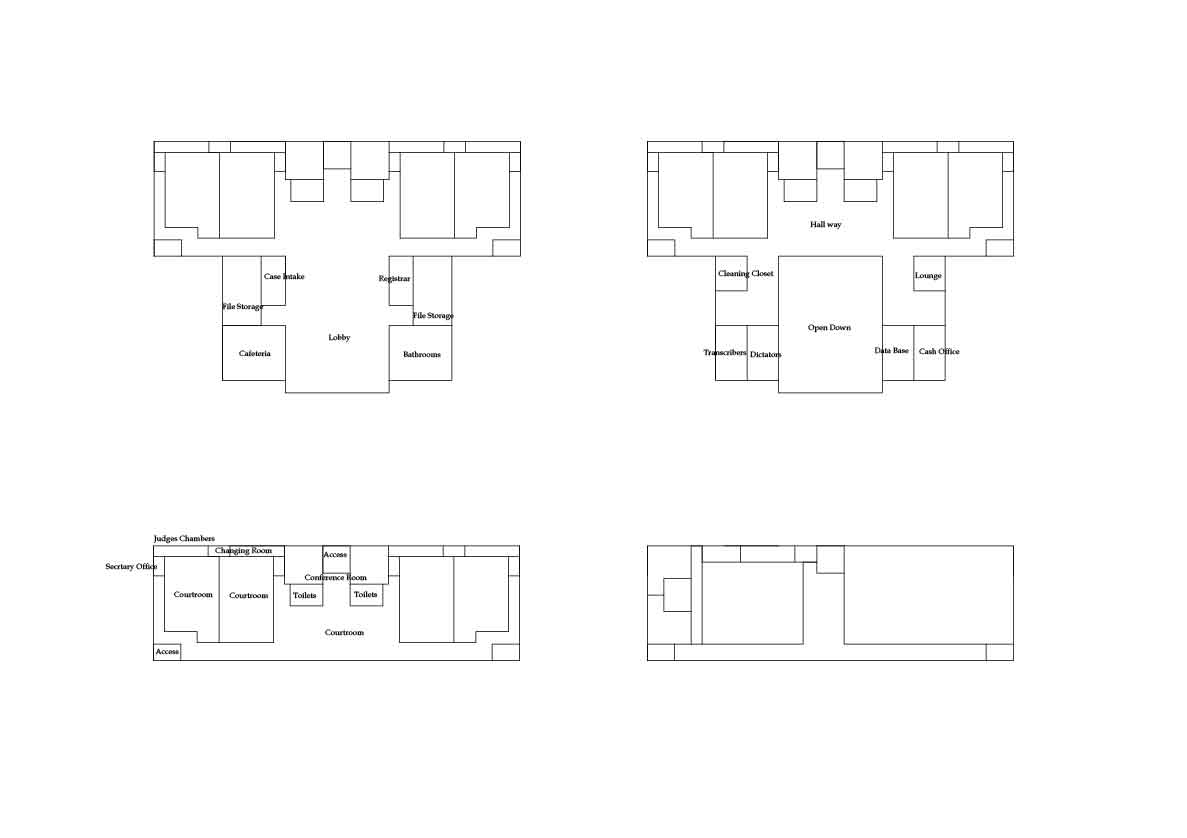 Case Intake
Registrar
File Storage
File Storage
Lobby
Cafeteria
Bathrooms
Hall way
Cleaning Closet
Lounge
Open Down
Transcribers
Dictators
Data Base
Cash Office
Judges Chambers
Changing Room
Access
Secrtary Office
Conference Room
Courtroom
Courtroom
Toilets
Toilets
Courtroom
Access